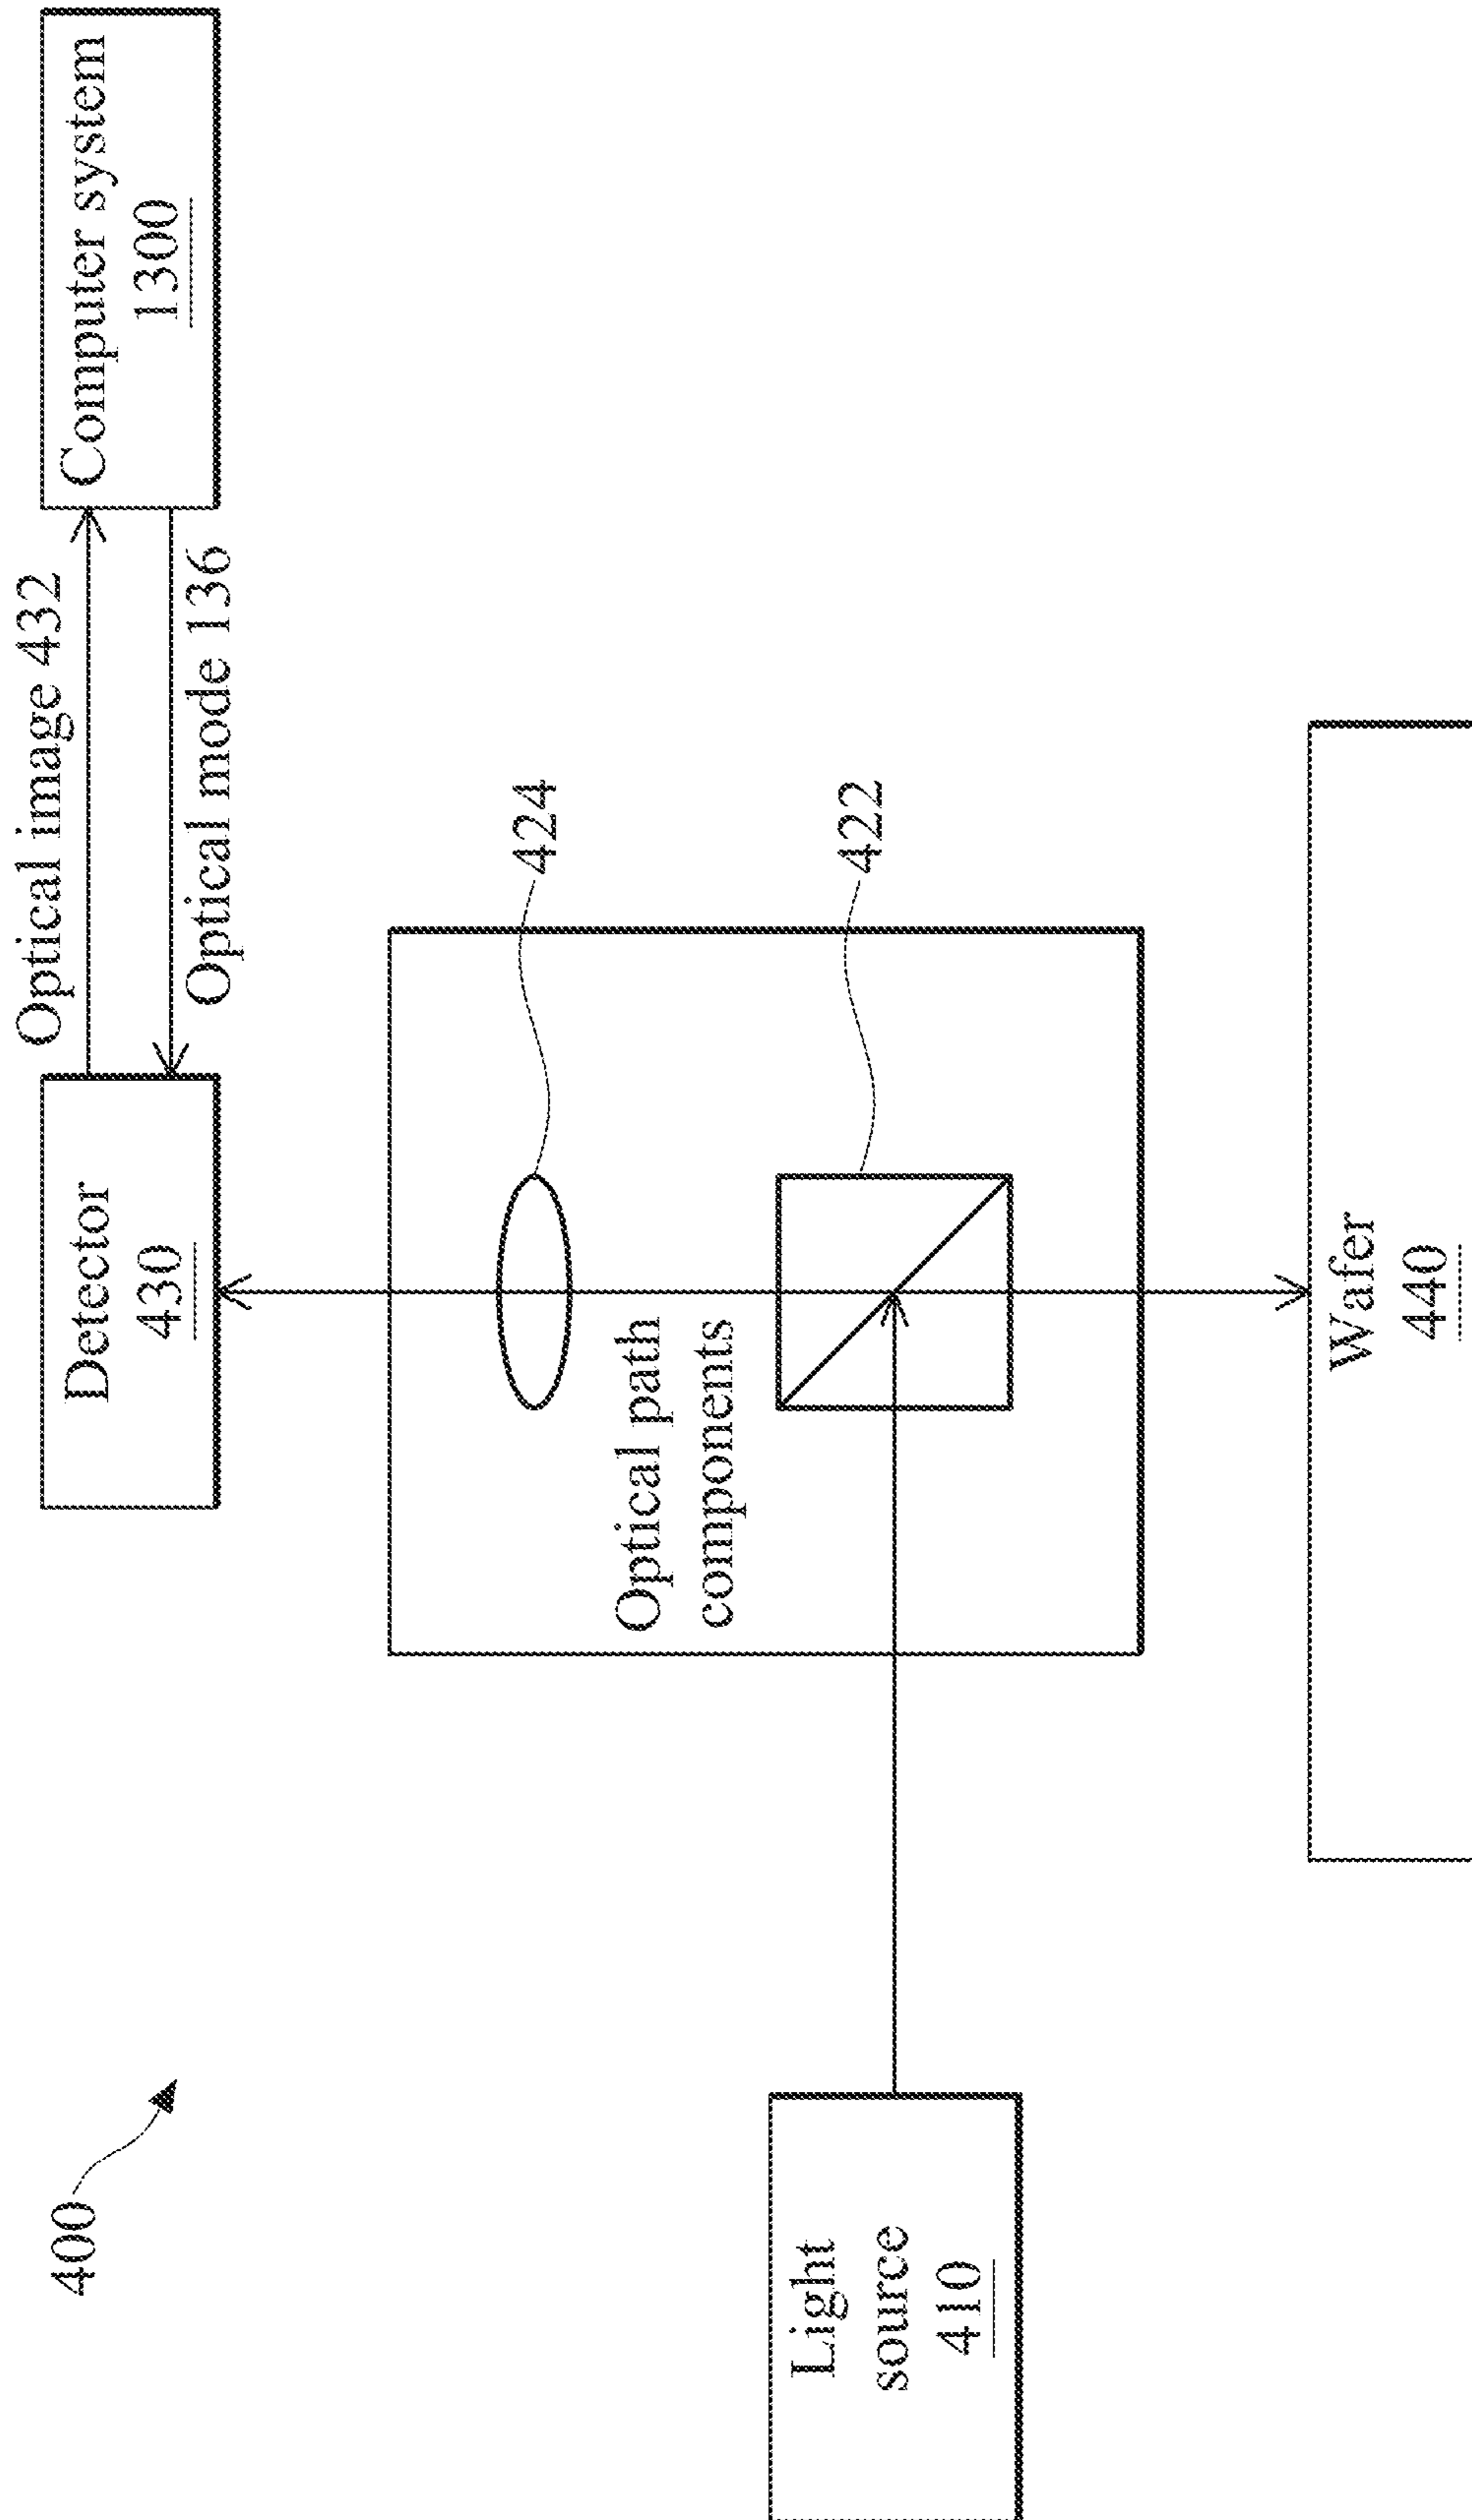 400
Optical image 432
Detector
430
Computer system
1300
Optical mode 136
424
Optical path
components
422
Light
source
410
Wafer
440